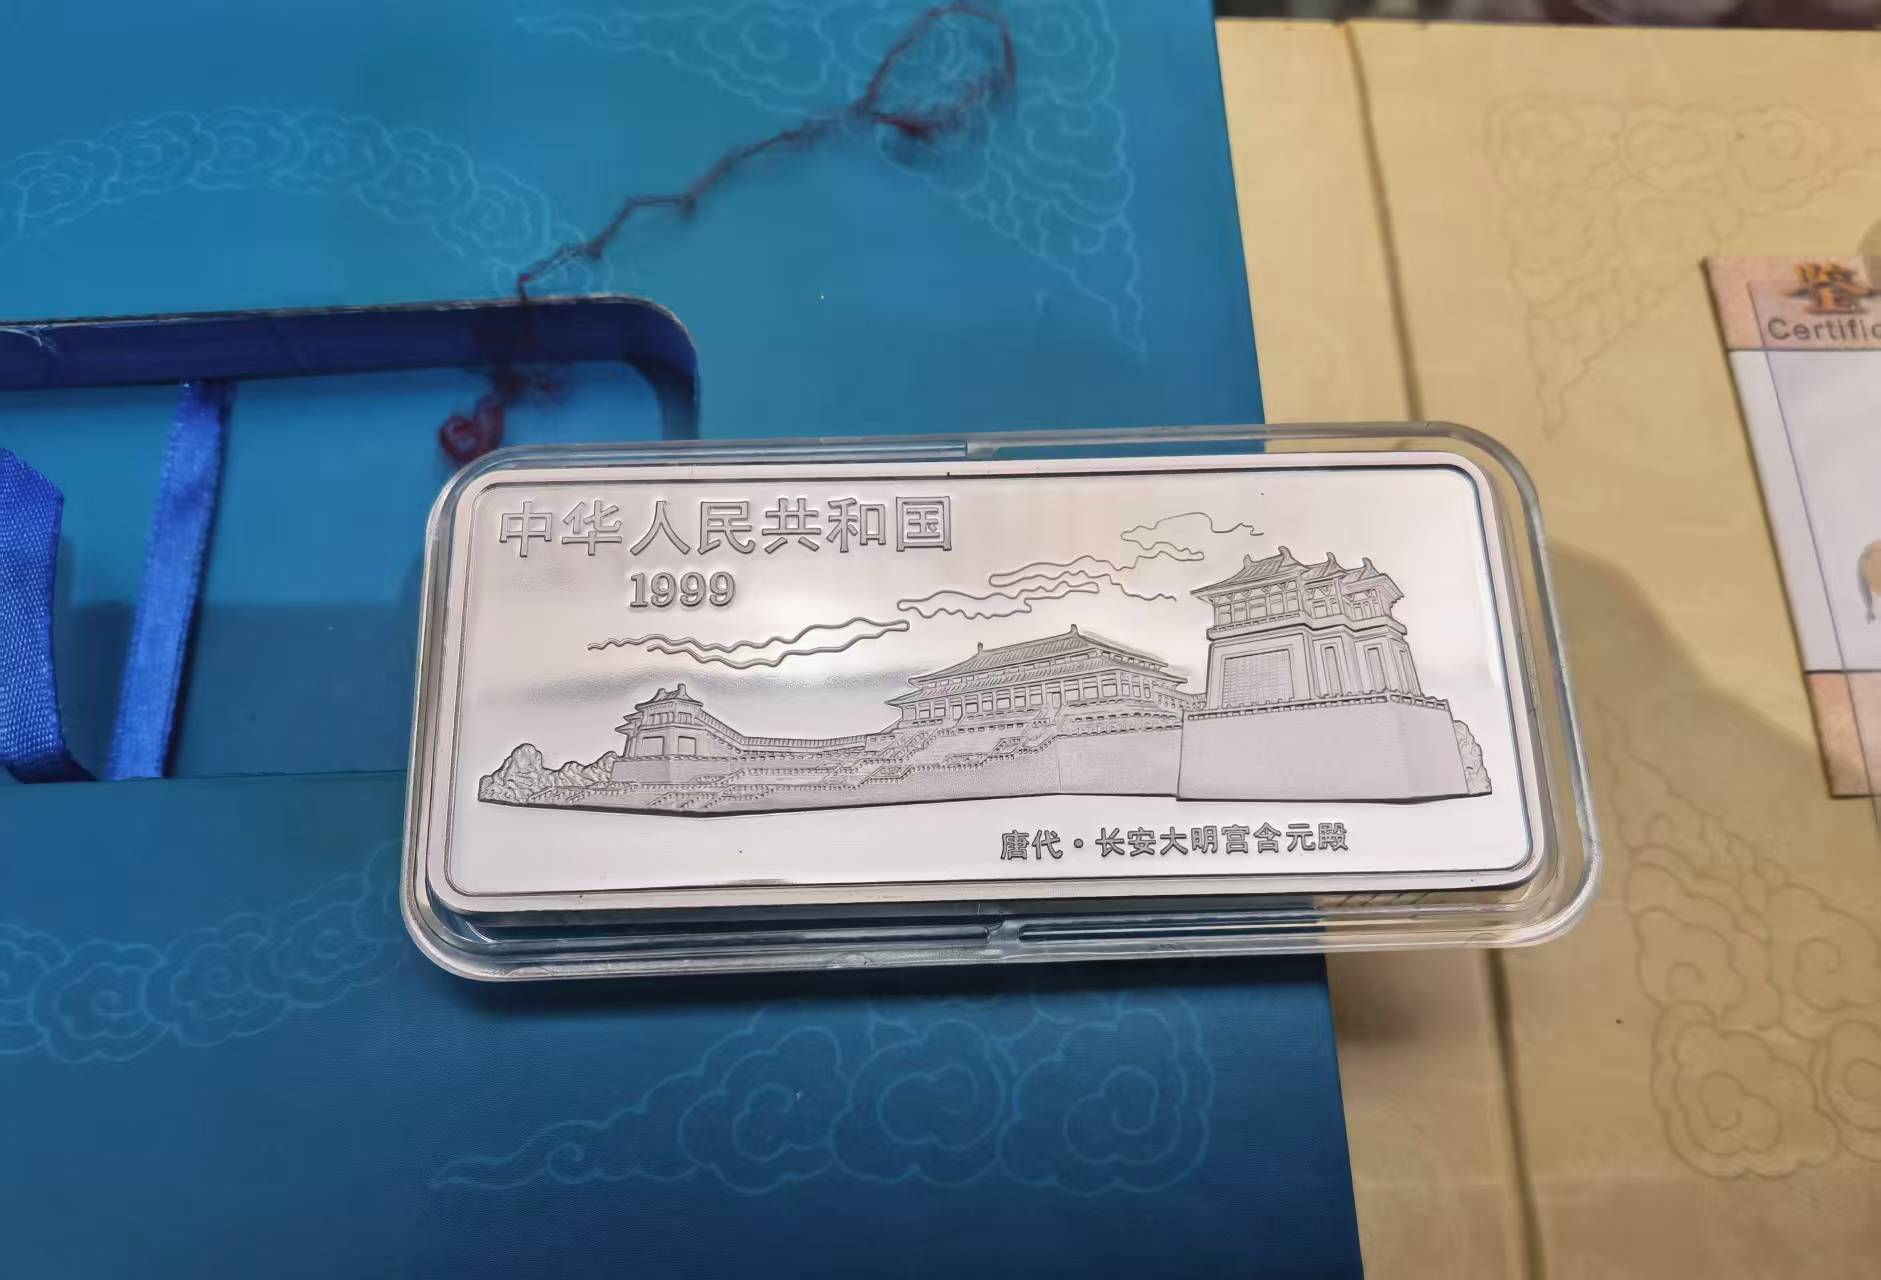 中华人民共和国
1999
唐代·长安大明宫含元殿
Certific